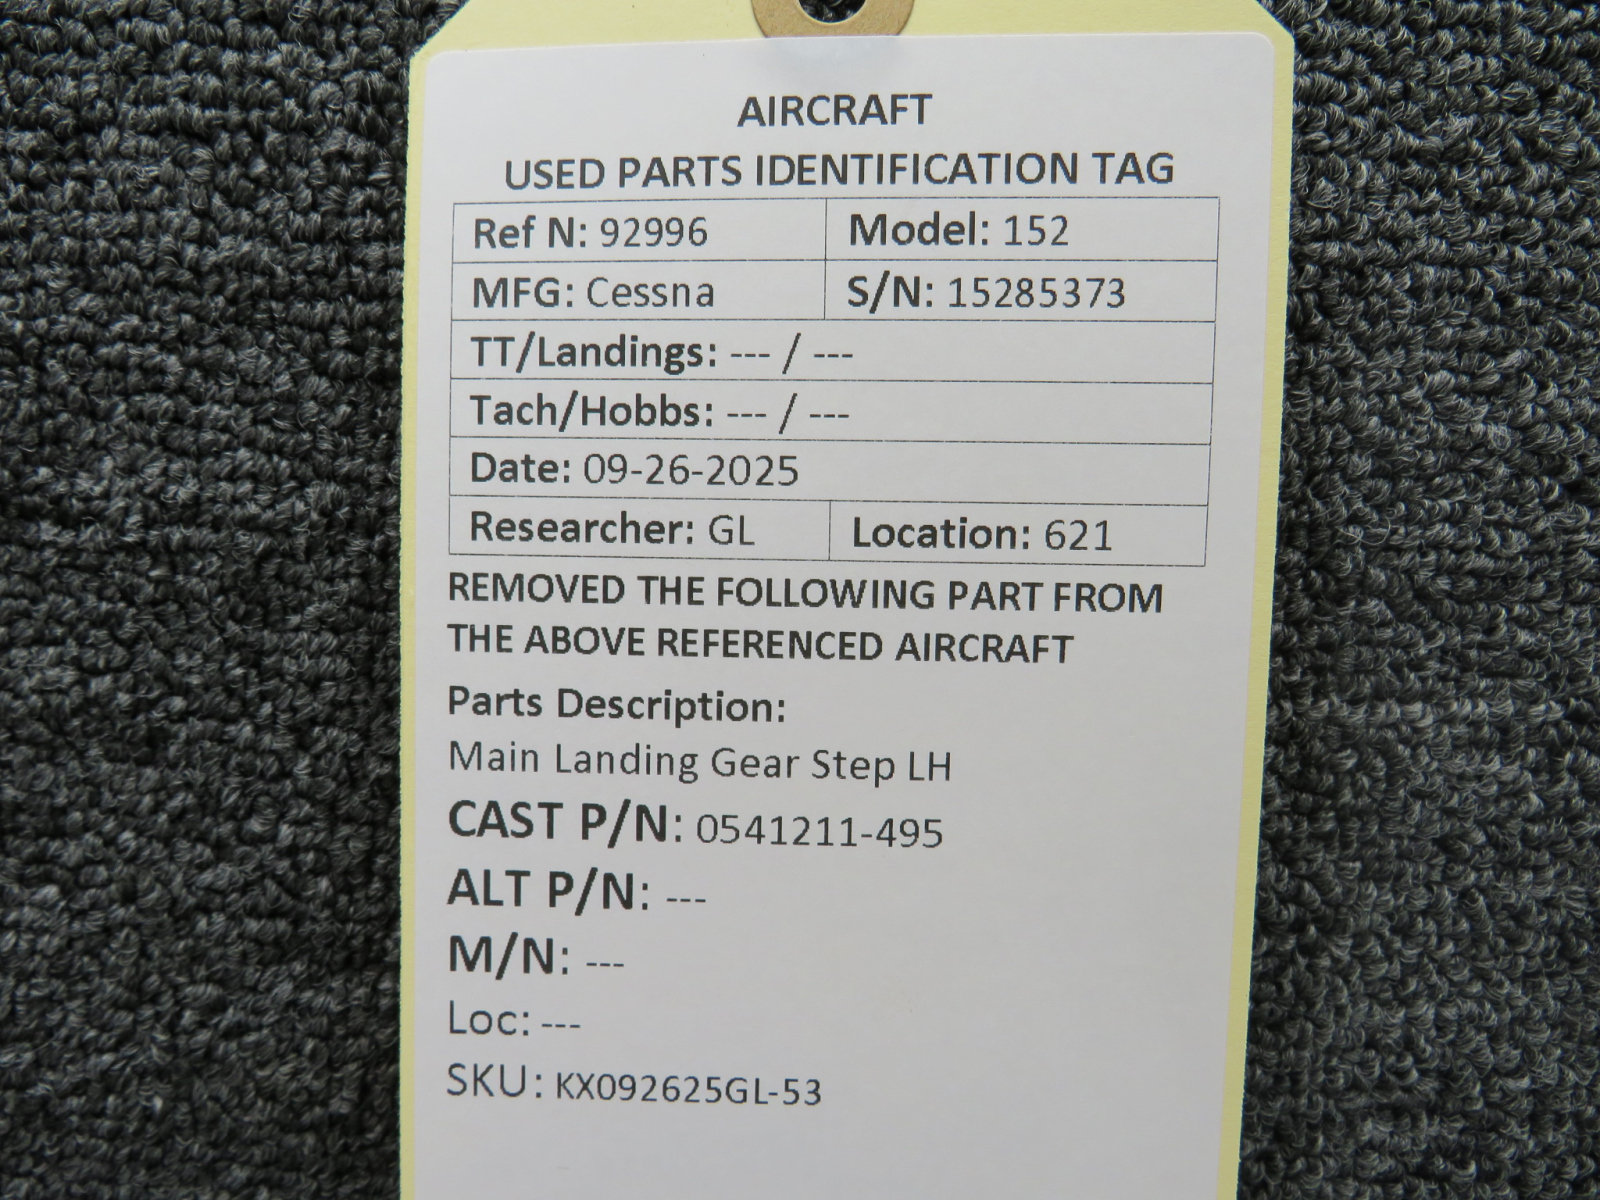 AIRCRAFT
USED PARTS IDENTIFICATION TAG
Ref N: 92996 Model: 152
MFG: Cessna S/N: 15285373
TT/Landings: --- / ---
Tach/Hobbs: --- / ---
Date: 09-26-2025
Researcher: GL Location: 621
REMOVED THE FOLLOWING PART FROM
THE ABOVE REFERENCED AIRCRAFT
Parts Description:
Main Landing Gear Step LH
CAST P/N: 0541211-495
ALT P/N: ---
M/N: ---
Loc: ---
SKU: KX092625GL-53